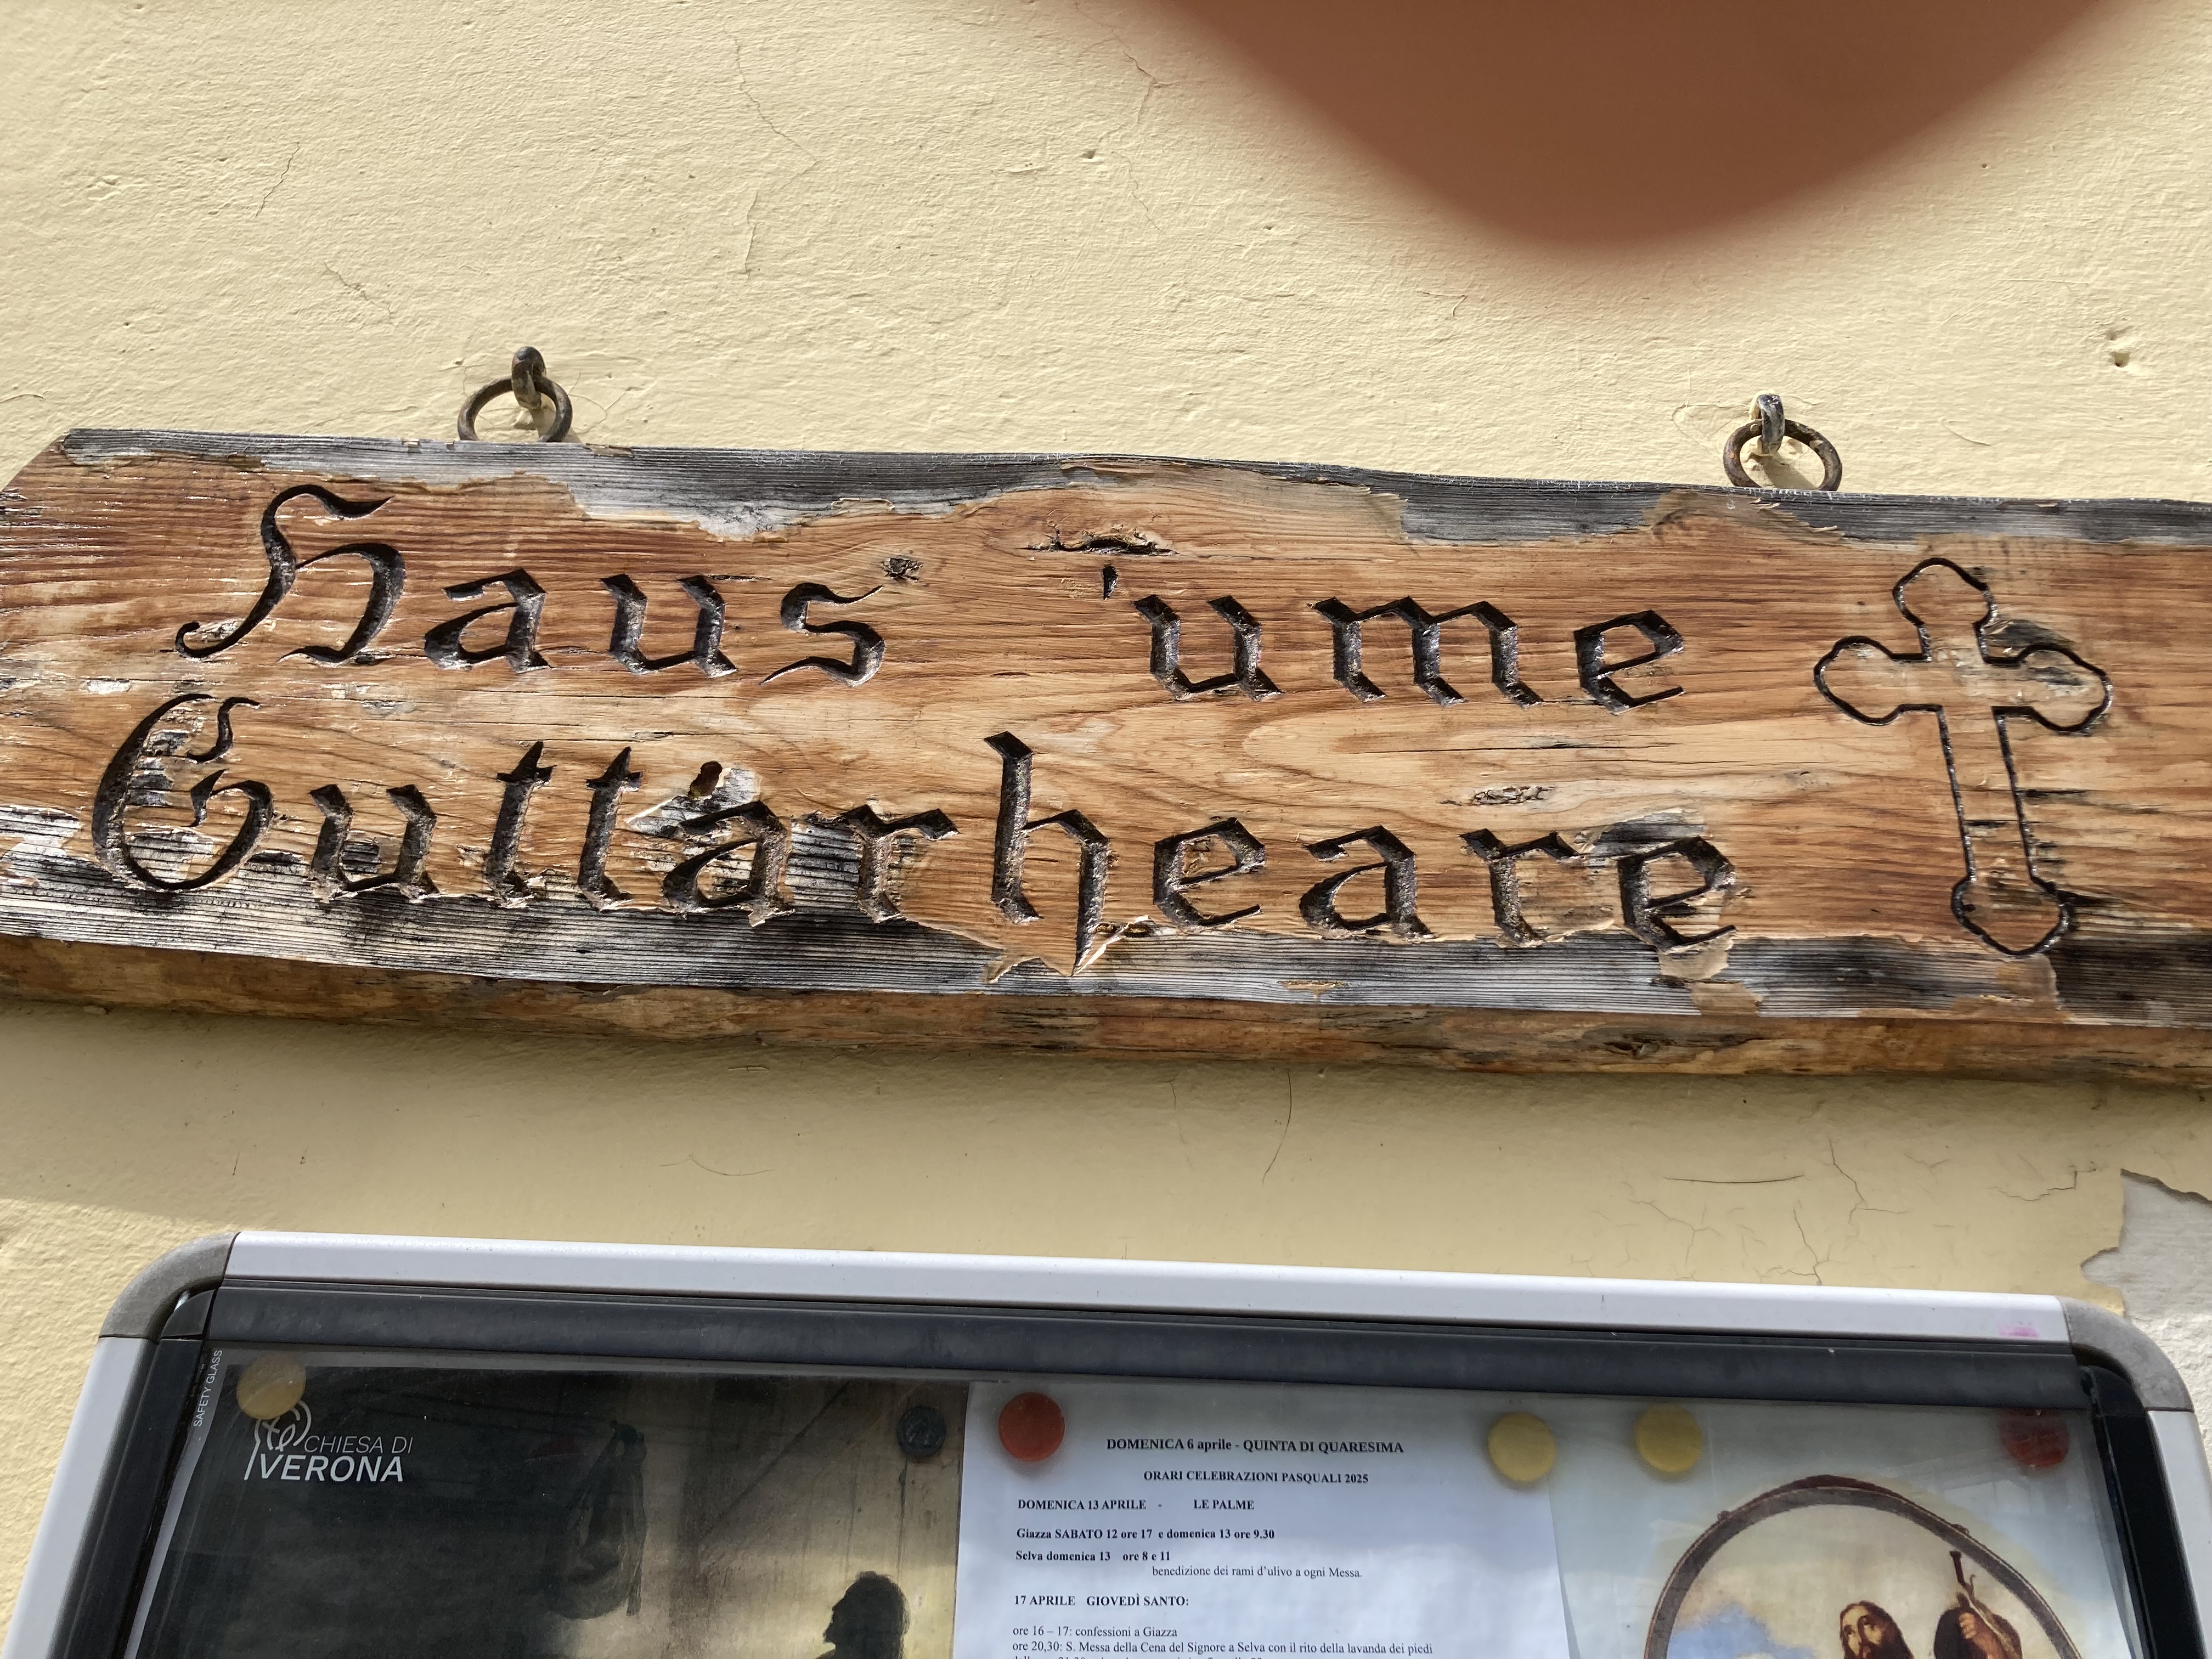 Haus 'ume
Guttàrheare
SAFETY GLASS
CHIESA DI
VERONA
DOMENICA 6 aprile - QUINTA DI QUARESIMA
ORARI CELEBRAZIONI PASQUALI 2025
DOMENICA 13 APRILE - LE PALME
Giazza SABATO 12 ore 17 e domenica 13 ore 9.30
Selva domenica 13 ore 8 e 11
benedizione dei rami d'ulivo a ogni Messa.
17 APRILE GIOVEDÌ SANTO:
ore 16 – 17: confessioni a Giazza
ore 20,30: S. Messa della Cena del Signore a Selva con il rito della lavanda dei piedi